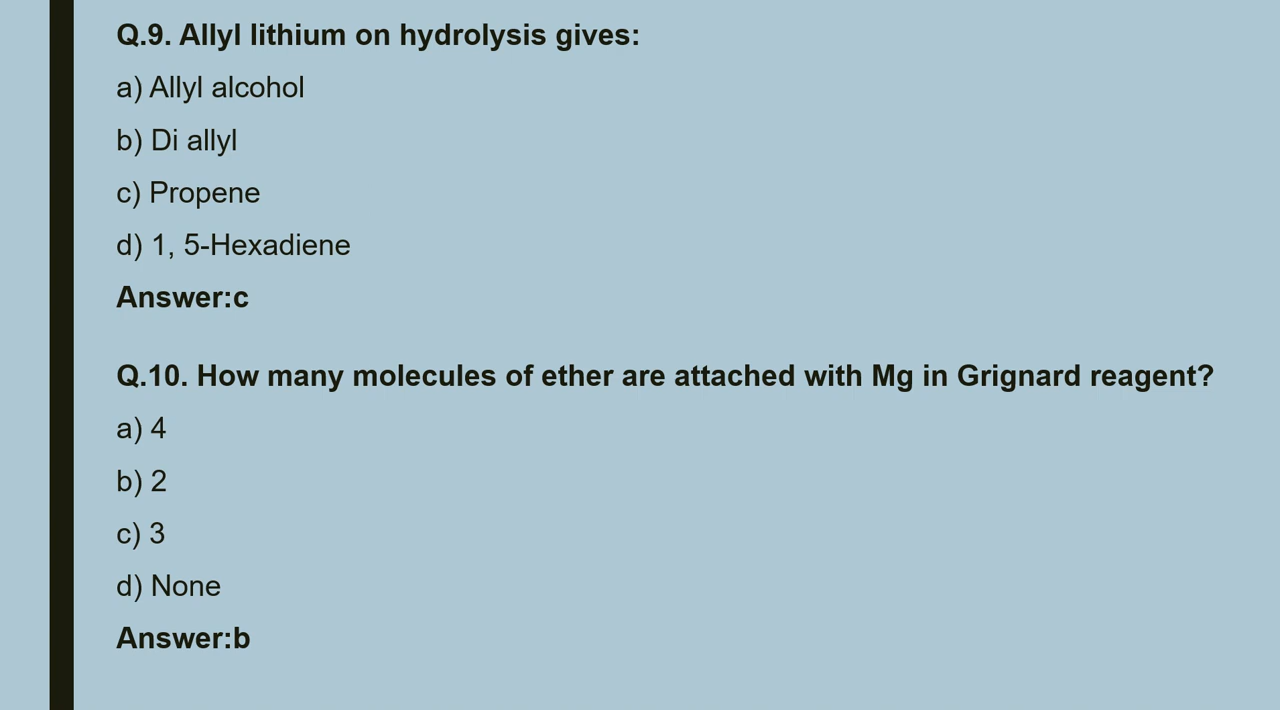 Q.9. Allyl lithium on hydrolysis gives:
a) Allyl alcohol
b) Di allyl
c) Propene
d) 1, 5-Hexadiene
Answer:c
Q.10. How many molecules of ether are attached with Mg in Grignard reagent?
a) 4
b) 2
c) 3
d) None
Answer:b